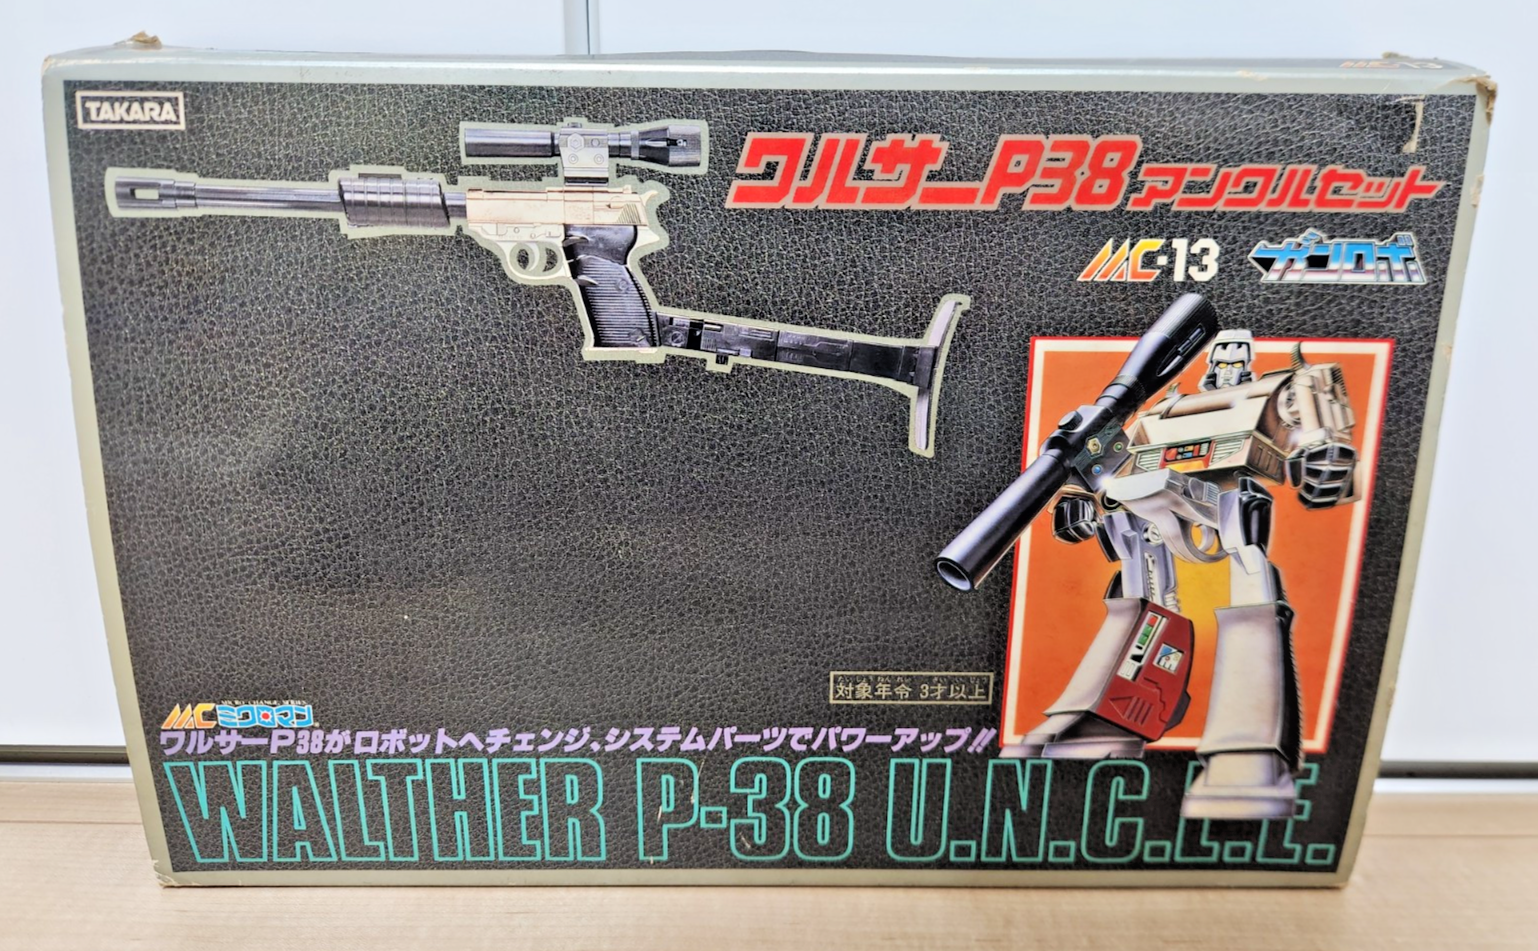 TAKARA
ワルサーP38アンクルセット
MC-13 ガンロボ
対象年令 3才以上
MC ミクロマン
ワルサーP38がロボットへチェンジ、システムパーツでパワーアップ!!
WALTHER P-38 U.N.C.L.E.